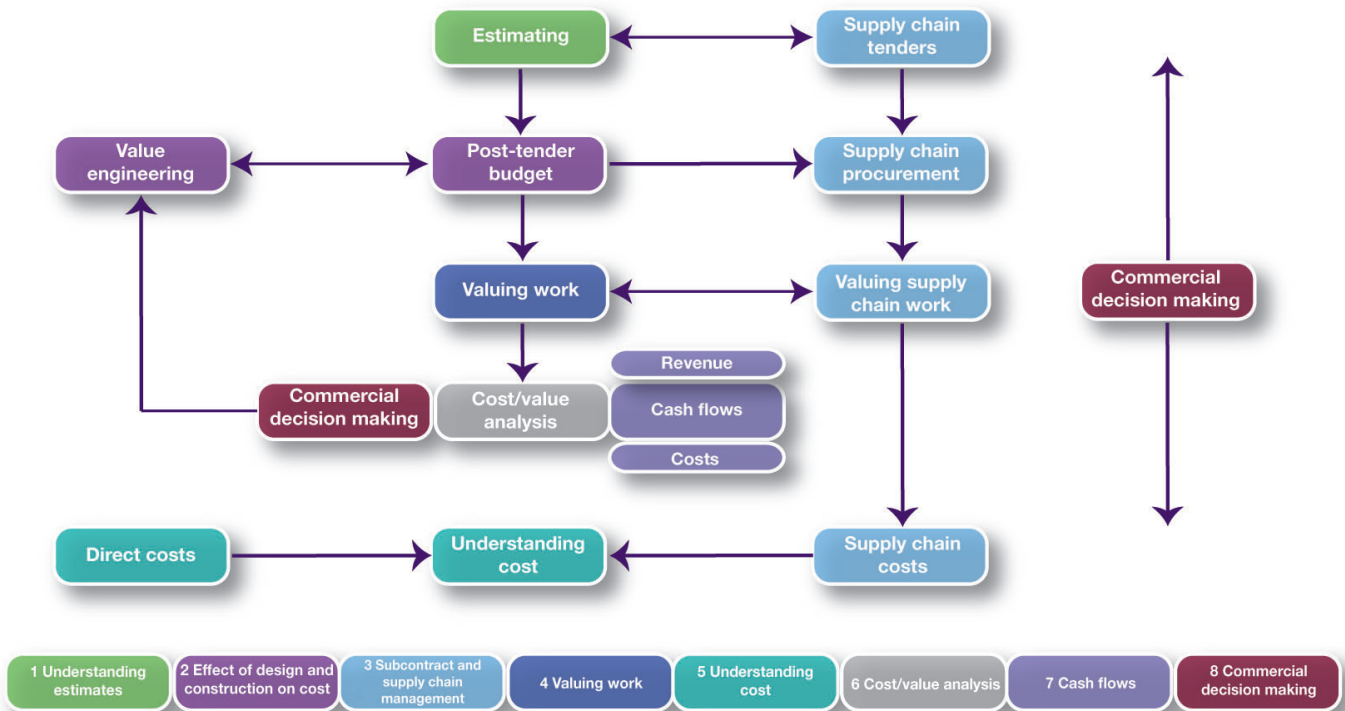 Estimating
Supply chain
tenders
Value
engineering
Post-tender
budget
Supply chain
procurement
Valuing work
Valuing supply
chain work
Commercial
decision making
Revenue
Commercial
decision making
Cost/value
analysis
Cash flows
Costs
Direct costs
Understanding
cost
Supply chain
costs
1 Understanding
estimates
2 Effect of design and
construction on cost
3 Subcontract and
supply chain
management
4 Valuing work
5 Understanding
cost
6 Cost/value analysis
7 Cash flows
8 Commercial
decision making